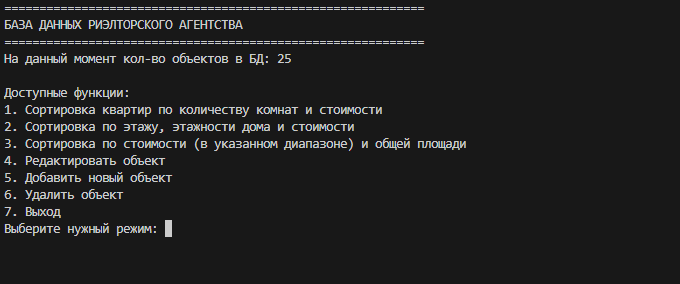 ============================================================
БАЗА ДАННЫХ РИЭЛТОРСКОГО АГЕНТСТВА
============================================================
На данный момент кол-во объектов в БД: 25
Доступные функции:
1. Сортировка квартир по количеству комнат и стоимости
2. Сортировка по этажу, этажности дома и стоимости
3. Сортировка по стоимости (в указанном диапазоне) и общей площади
4. Редактировать объект
5. Добавить новый объект
6. Удалить объект
7. Выход
Выберите нужный режим: